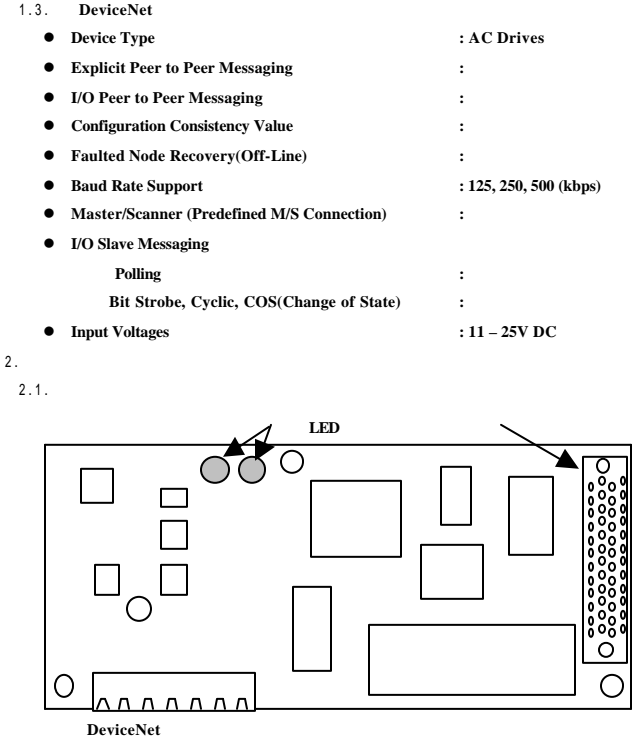 1.3. DeviceNet
● Device Type : AC Drives
● Explicit Peer to Peer Messaging :
● I/O Peer to Peer Messaging :
● Configuration Consistency Value :
● Faulted Node Recovery(Off-Line) :
● Baud Rate Support : 125, 250, 500 (kbps)
● Master/Scanner (Predefined M/S Connection) :
● I/O Slave Messaging
Polling :
Bit Strobe, Cyclic, COS(Change of State) :
● Input Voltages : 11 – 25V DC
2.
2.1.
LED
DeviceNet